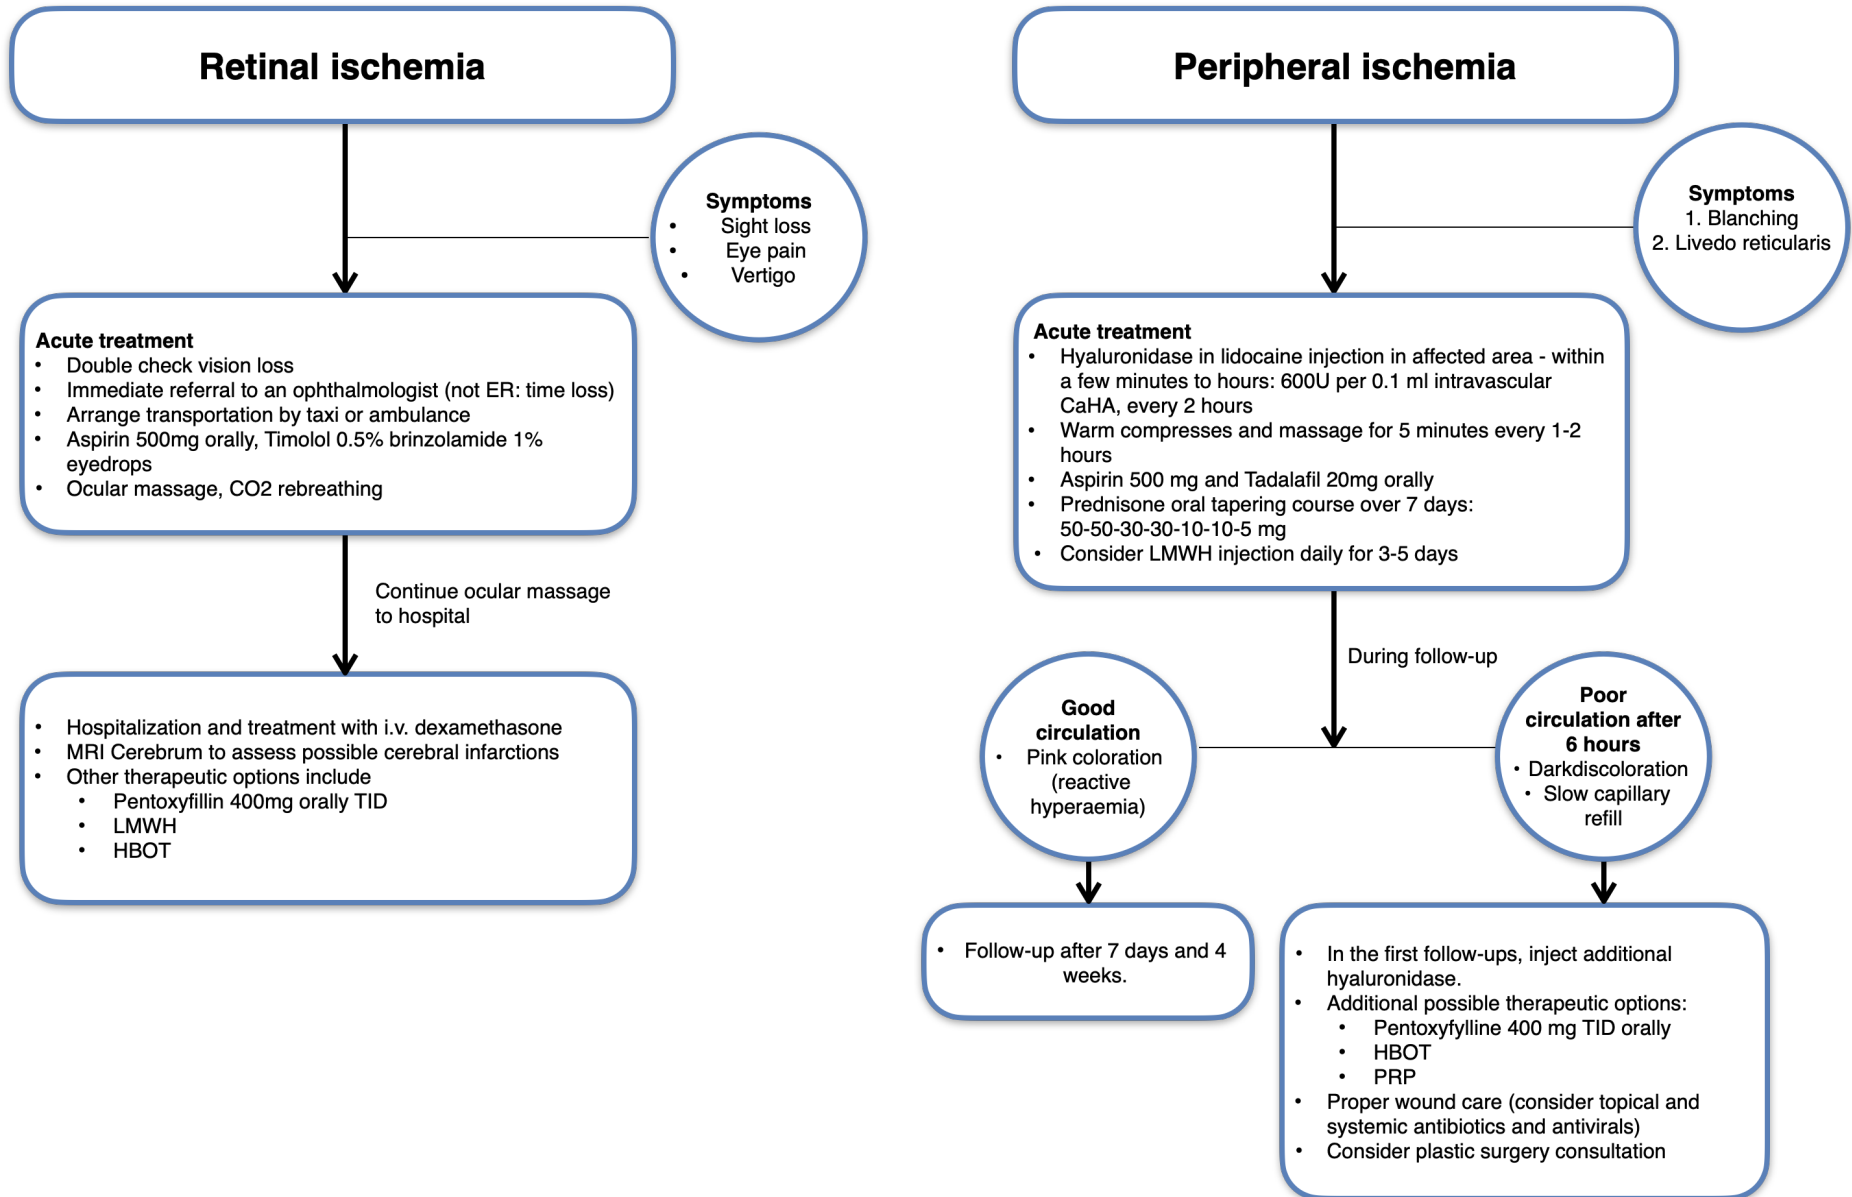 Retinal ischemia
Symptoms
• Sight loss
• Eye pain
• Vertigo
Acute treatment
• Double check vision loss
• Immediate referral to an ophthalmologist (not ER: time loss)
• Arrange transportation by taxi or ambulance
• Aspirin 500mg orally, Timolol 0.5% brinzolamide 1%
eyedrops
• Ocular massage, CO2 rebreathing
Continue ocular massage
to hospital
• Hospitalization and treatment with i.v. dexamethasone
• MRI Cerebrum to assess possible cerebral infarctions
• Other therapeutic options include
• Pentoxyfillin 400mg orally TID
• LMWH
• HBOT
Peripheral ischemia
Symptoms
1. Blanching
2. Livedo reticularis
Acute treatment
• Hyaluronidase in lidocaine injection in affected area - within
a few minutes to hours: 600U per 0.1 ml intravascular
CaHA, every 2 hours
• Warm compresses and massage for 5 minutes every 1-2
hours
• Aspirin 500 mg and Tadalafil 20mg orally
• Prednisone oral tapering course over 7 days:
50-50-30-30-10-10-5 mg
• Consider LMWH injection daily for 3-5 days
During follow-up
Good
circulation
• Pink coloration
(reactive
hyperaemia)
Poor
circulation after
6 hours
• Darkdiscoloration
• Slow capillary
refill
• Follow-up after 7 days and 4
weeks.
• In the first follow-ups, inject additional
hyaluronidase.
• Additional possible therapeutic options:
• Pentoxyfylline 400 mg TID orally
• HBOT
• PRP
• Proper wound care (consider topical and
systemic antibiotics and antivirals)
• Consider plastic surgery consultation